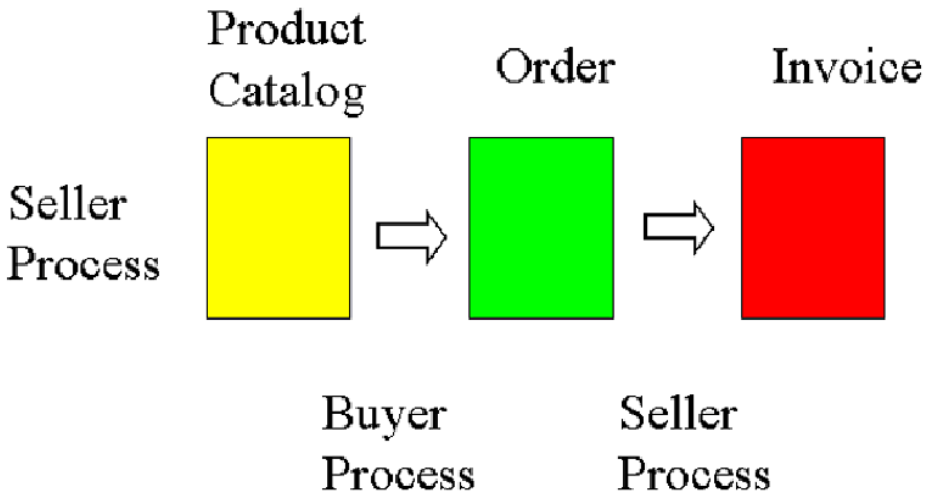 Product
Catalog
Order
Invoice
Seller
Process
Buyer
Process
Seller
Process